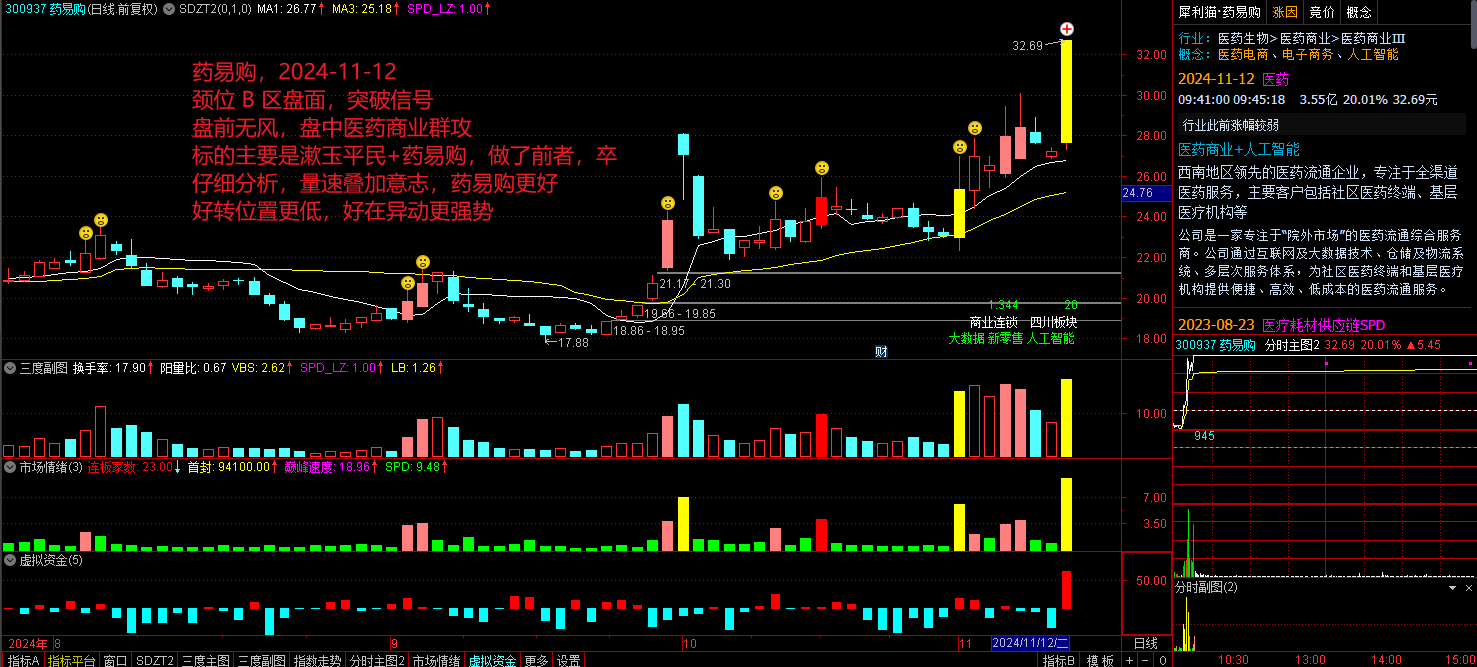 300937 药易购(日线.前复权) SDZT2(0,1,0) MA1: 26.77↑ MA3: 25.18↑ SPD_LZ: 1.00↑
药易购，2024-11-12
颈位 B 区盘面，突破信号
盘前无风，盘中医药商业群攻
标的主要是漱玉平民+药易购，做了前者，卒
仔细分析，量速叠加意志，药易购更好
好转位置更低，好在异动更强势
32.69
32.00
30.00
28.00
26.00
24.76
24.00
22.00
20.00
18.00
21.17 - 21.30
19.66 - 19.85
18.86 - 18.95
17.88
1.344 20
商业连锁 四川板块
大数据 新零售 人工智能
财
三度副图 换手率: 17.90↑ 阳量比: 0.67 VBS: 2.62↑ SPD_LZ: 1.00↑ LB: 1.26↑
10.00
市场情绪(3) 连板家数: 23.00↓ 首封: 94100.00↑ 巅峰速度: 18.96↑ SPD: 9.48↑
7.00
3.50
虚拟资金(5)
50.00
2024年 8 9 10 11 2024/11/12/二 日线
指标A 指标平台 窗口 SDZT2 三度主图 三度副图 指数走势 分时主图2 市场情绪 虚拟资金 更多 设置 指标B 模板 + - 0
犀利猫·药易购 涨因 竞价 概念
行业: 医药生物>医药商业>医药商业III
概念: 医药电商、电子商务、人工智能
2024-11-12 医药
09:41:00 09:45:18 3.55亿 20.01% 32.69元
行业此前涨幅较弱
医药商业+人工智能
西南地区领先的医药流通企业，专注于全渠道
医药服务，主要客户包括社区医药终端、基层
医疗机构等
公司是一家专注于“院外市场”的医药流通综合服务
商。公司通过互联网及大数据技术、仓储及物流系
统、多层次服务体系，为社区医药终端和基层医疗
机构提供便捷、高效、低成本的医药流通服务。
2023-08-23 医疗耗材供应链SPD
300937 药易购 分时主图2 32.69 20.01% ▲5.45
945
分时副图(2)
10:30 13:00 14:00 15:00